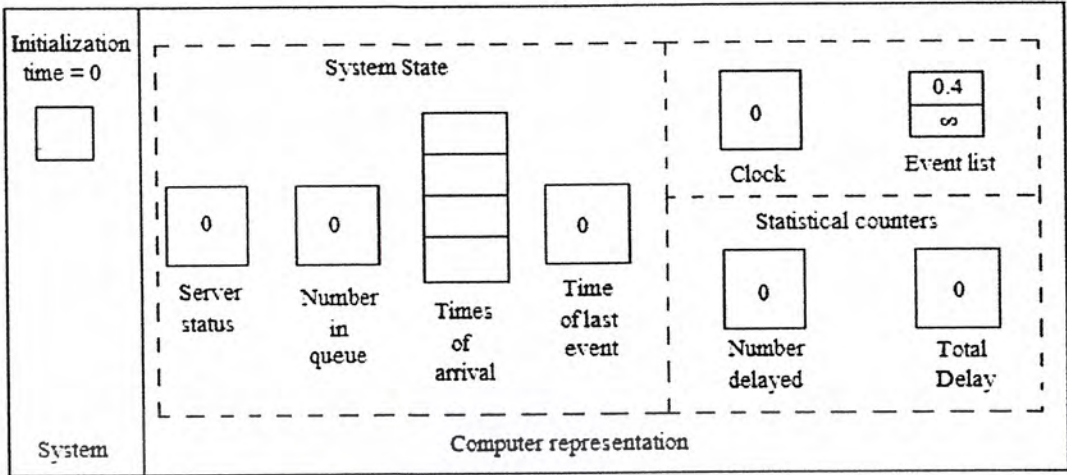 Initialization
time = 0
System
System State
0
Server
status
0
Number
in
queue
Times
of
arrival
0
Time
of last
event
0
Clock
0.4
∞
Event list
Statistical counters
0
Number
delayed
0
Total
Delay
Computer representation